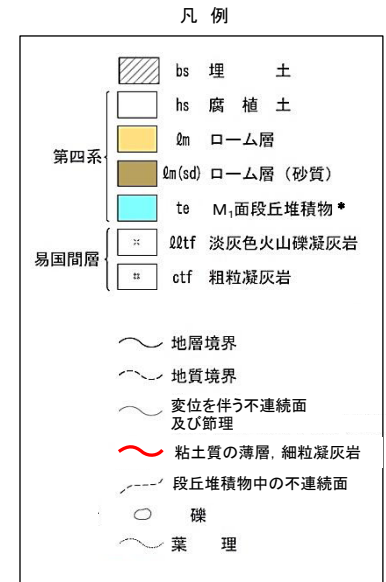 凡 例
bs 埋 土
hs 腐 植 土
第四系
ℓm ローム層
ℓm(sd) ローム層（砂質）
te M₁面段丘堆積物*
易国間層
ℓℓtf 淡灰色火山礫凝灰岩
ctf 粗粒凝灰岩
地層境界
地質境界
変位を伴う不連続面
及び節理
粘土質の薄層，細粒凝灰岩
段丘堆積物中の不連続面
礫
葉 理